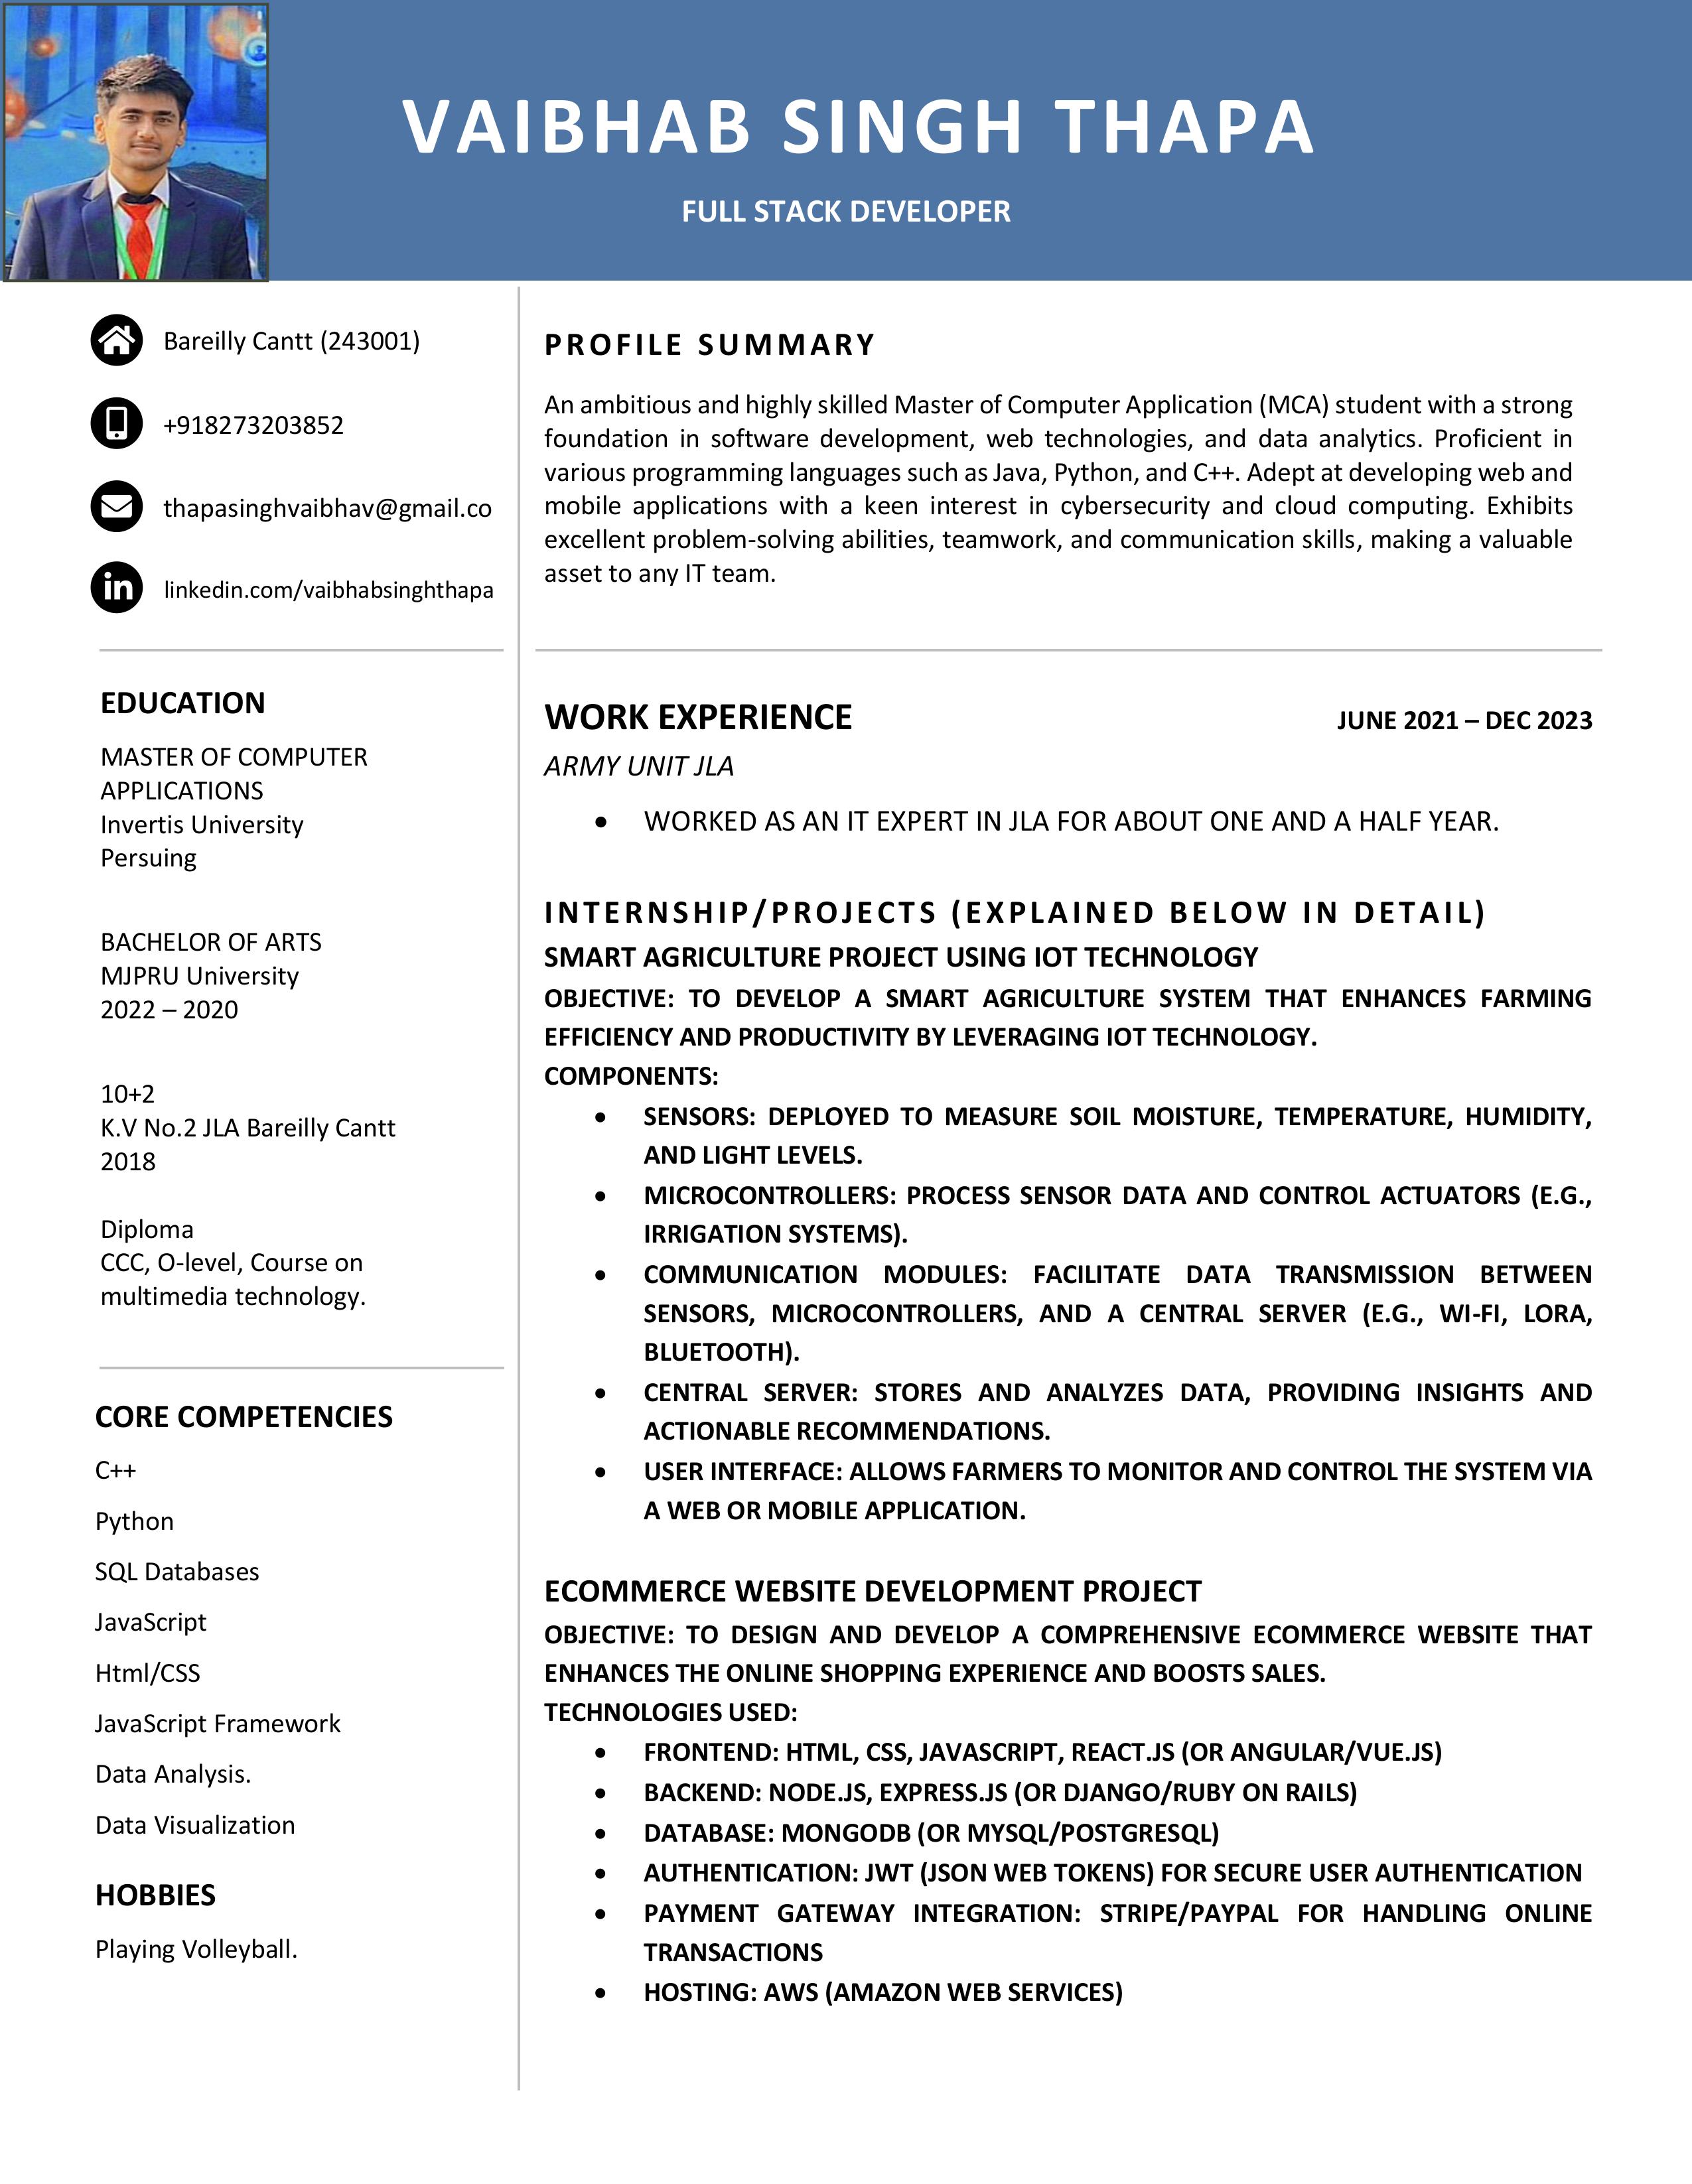 VAIBHAB SINGH THAPA
FULL STACK DEVELOPER
Bareilly Cantt (243001)
+918273203852
thapasinghvaibhav@gmail.co
linkedin.com/vaibhabsinghthapa
EDUCATION
MASTER OF COMPUTER
APPLICATIONS
Invertis University
Persuing
BACHELOR OF ARTS
MJPRU University
2022 – 2020
10+2
K.V No.2 JLA Bareilly Cantt
2018
Diploma
CCC, O-level, Course on
multimedia technology.
CORE COMPETENCIES
C++
Python
SQL Databases
JavaScript
Html/CSS
JavaScript Framework
Data Analysis.
Data Visualization
HOBBIES
Playing Volleyball.
PROFILE SUMMARY
An ambitious and highly skilled Master of Computer Application (MCA) student with a strong
foundation in software development, web technologies, and data analytics. Proficient in
various programming languages such as Java, Python, and C++. Adept at developing web and
mobile applications with a keen interest in cybersecurity and cloud computing. Exhibits
excellent problem-solving abilities, teamwork, and communication skills, making a valuable
asset to any IT team.
WORK EXPERIENCE JUNE 2021 – DEC 2023
ARMY UNIT JLA
• WORKED AS AN IT EXPERT IN JLA FOR ABOUT ONE AND A HALF YEAR.
INTERNSHIP/PROJECTS (EXPLAINED BELOW IN DETAIL)
SMART AGRICULTURE PROJECT USING IOT TECHNOLOGY
OBJECTIVE: TO DEVELOP A SMART AGRICULTURE SYSTEM THAT ENHANCES FARMING
EFFICIENCY AND PRODUCTIVITY BY LEVERAGING IOT TECHNOLOGY.
COMPONENTS:
• SENSORS: DEPLOYED TO MEASURE SOIL MOISTURE, TEMPERATURE, HUMIDITY,
AND LIGHT LEVELS.
• MICROCONTROLLERS: PROCESS SENSOR DATA AND CONTROL ACTUATORS (E.G.,
IRRIGATION SYSTEMS).
• COMMUNICATION MODULES: FACILITATE DATA TRANSMISSION BETWEEN
SENSORS, MICROCONTROLLERS, AND A CENTRAL SERVER (E.G., WI-FI, LORA,
BLUETOOTH).
• CENTRAL SERVER: STORES AND ANALYZES DATA, PROVIDING INSIGHTS AND
ACTIONABLE RECOMMENDATIONS.
• USER INTERFACE: ALLOWS FARMERS TO MONITOR AND CONTROL THE SYSTEM VIA
A WEB OR MOBILE APPLICATION.
ECOMMERCE WEBSITE DEVELOPMENT PROJECT
OBJECTIVE: TO DESIGN AND DEVELOP A COMPREHENSIVE ECOMMERCE WEBSITE THAT
ENHANCES THE ONLINE SHOPPING EXPERIENCE AND BOOSTS SALES.
TECHNOLOGIES USED:
• FRONTEND: HTML, CSS, JAVASCRIPT, REACT.JS (OR ANGULAR/VUE.JS)
• BACKEND: NODE.JS, EXPRESS.JS (OR DJANGO/RUBY ON RAILS)
• DATABASE: MONGODB (OR MYSQL/POSTGRESQL)
• AUTHENTICATION: JWT (JSON WEB TOKENS) FOR SECURE USER AUTHENTICATION
• PAYMENT GATEWAY INTEGRATION: STRIPE/PAYPAL FOR HANDLING ONLINE
TRANSACTIONS
• HOSTING: AWS (AMAZON WEB SERVICES)